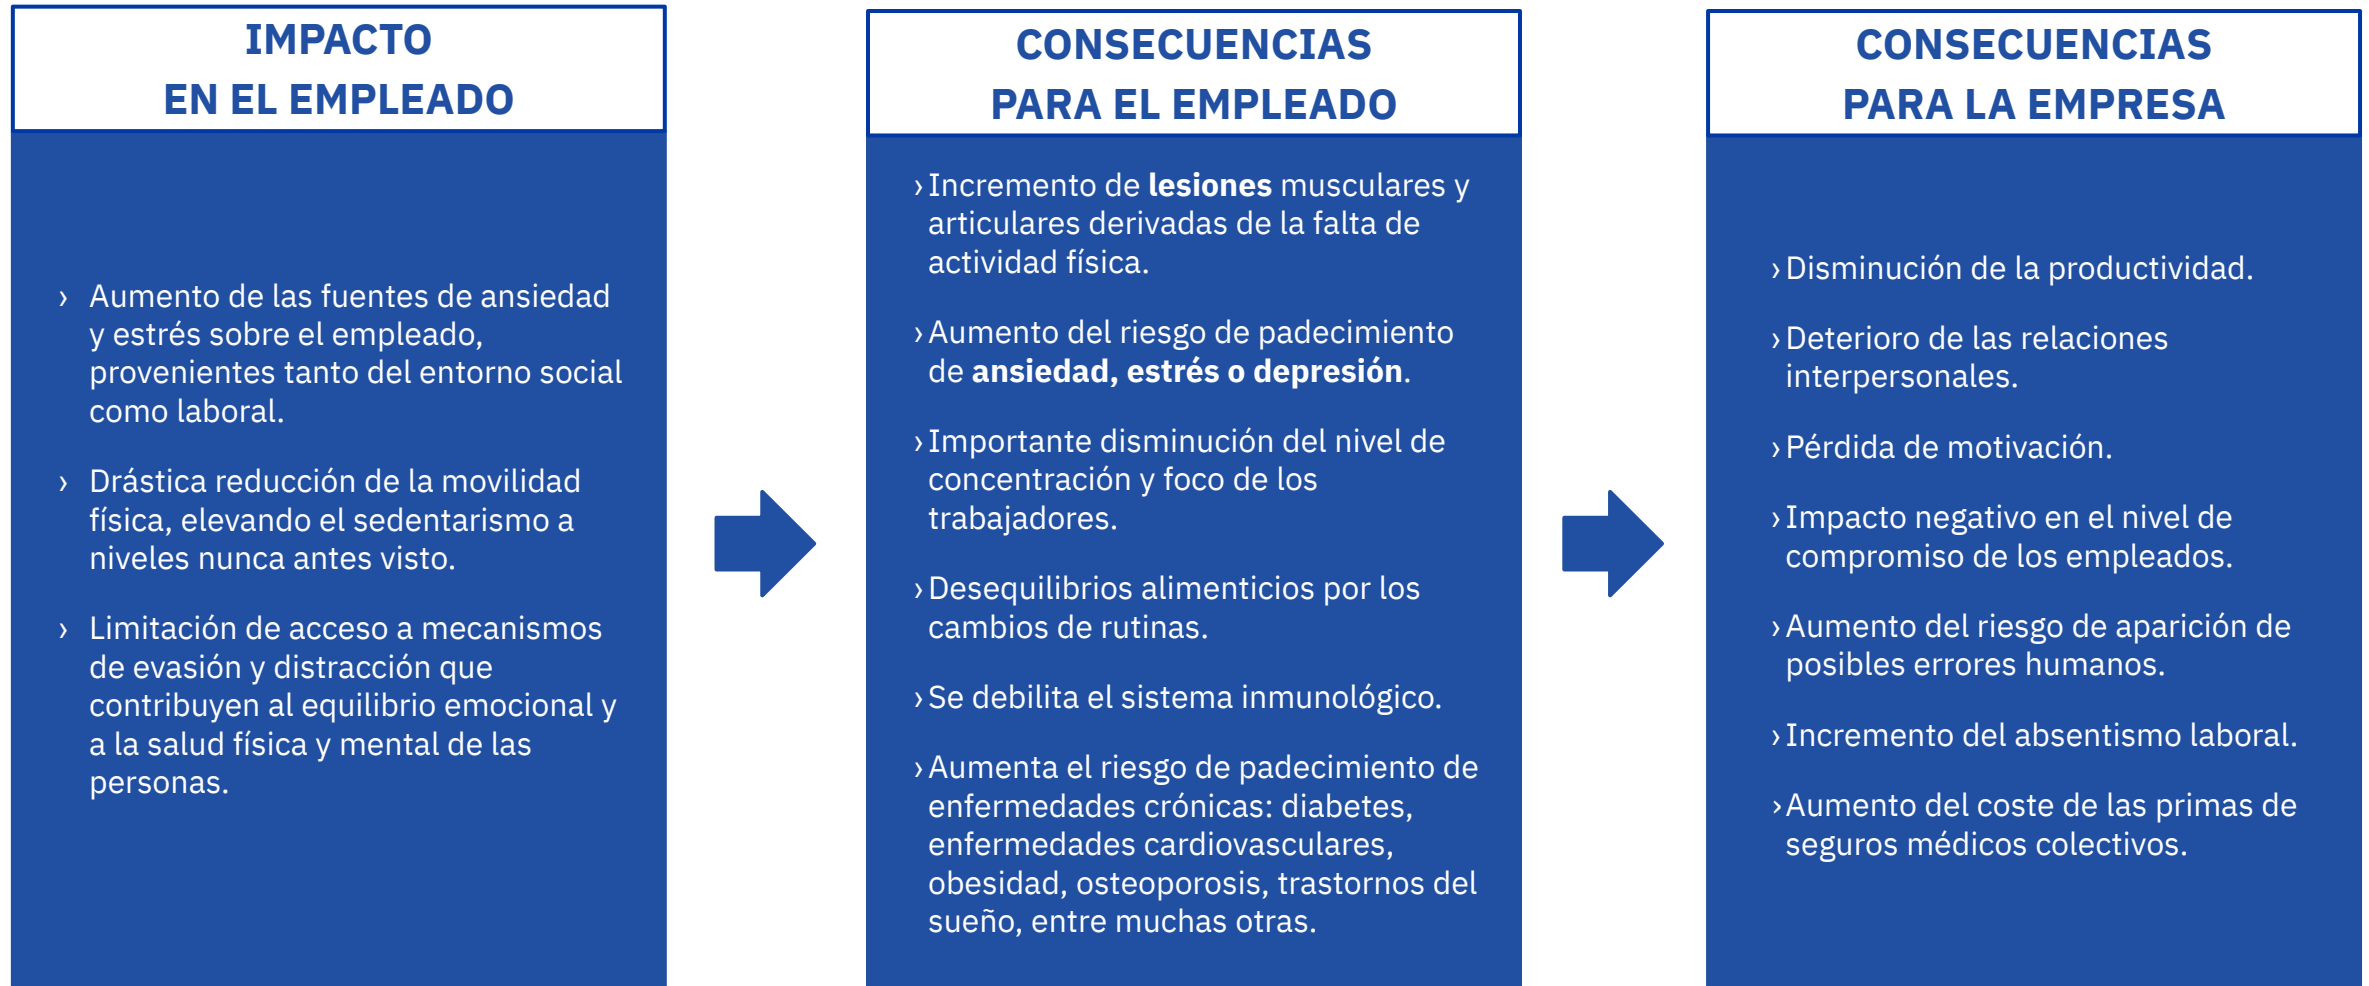 IMPACTO
EN EL EMPLEADO
› Aumento de las fuentes de ansiedad
y estrés sobre el empleado,
provenientes tanto del entorno social
como laboral.
› Drástica reducción de la movilidad
física, elevando el sedentarismo a
niveles nunca antes visto.
› Limitación de acceso a mecanismos
de evasión y distracción que
contribuyen al equilibrio emocional y
a la salud física y mental de las
personas.
CONSECUENCIAS
PARA EL EMPLEADO
› Incremento de lesiones musculares y
articulares derivadas de la falta de
actividad física.
› Aumento del riesgo de padecimiento
de ansiedad, estrés o depresión.
› Importante disminución del nivel de
concentración y foco de los
trabajadores.
› Desequilibrios alimenticios por los
cambios de rutinas.
› Se debilita el sistema inmunológico.
› Aumenta el riesgo de padecimiento de
enfermedades crónicas: diabetes,
enfermedades cardiovasculares,
obesidad, osteoporosis, trastornos del
sueño, entre muchas otras.
CONSECUENCIAS
PARA LA EMPRESA
› Disminución de la productividad.
› Deterioro de las relaciones
interpersonales.
› Pérdida de motivación.
› Impacto negativo en el nivel de
compromiso de los empleados.
› Aumento del riesgo de aparición de
posibles errores humanos.
› Incremento del absentismo laboral.
› Aumento del coste de las primas de
seguros médicos colectivos.